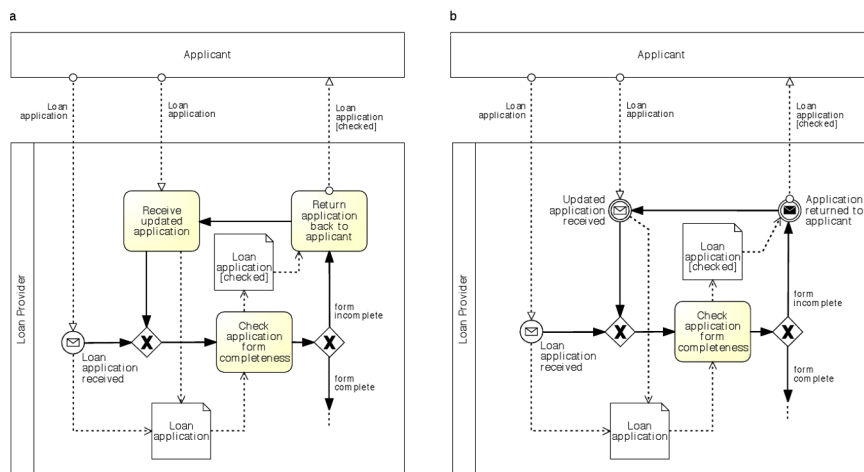 a
Applicant
Loan
application
Loan
application
Loan
application
[checked]
Loan Provider
Receive
updated
application
Return
application
back to
applicant
Loan
application
[checked]
form
incomplete
Check
application
form
completeness
X
X
Loan
application
received
form
complete
Loan
application
b
Applicant
Loan
application
Loan
application
Loan
application
[checked]
Loan Provider
Updated
application
received
Application
returned to
applicant
Loan
application
[checked]
form
incomplete
Check
application
form
completeness
X
X
Loan
application
received
form
complete
Loan
application